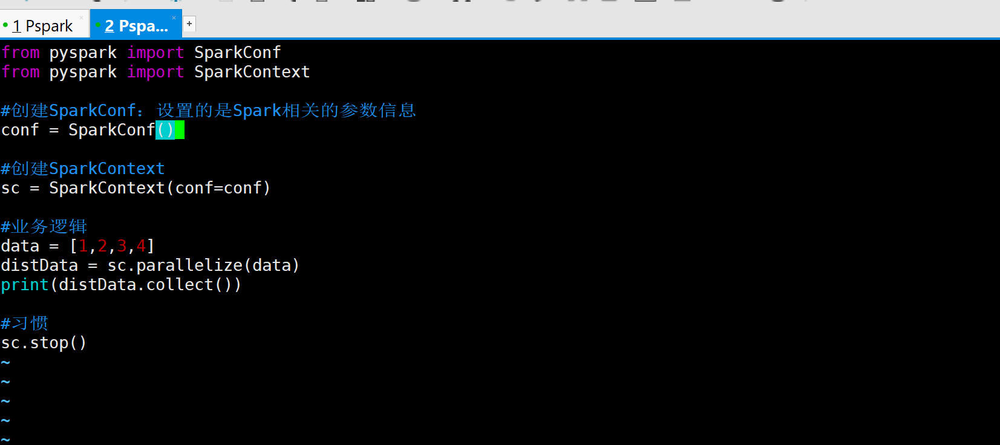 1 Pspark
2 Pspa...
+
from pyspark import SparkConf
from pyspark import SparkContext
#创建SparkConf：设置的是Spark相关的参数信息
conf = SparkConf()
#创建SparkContext
sc = SparkContext(conf=conf)
#业务逻辑
data = [1,2,3,4]
distData = sc.parallelize(data)
print(distData.collect())
#习惯
sc.stop()
~
~
~
~
~